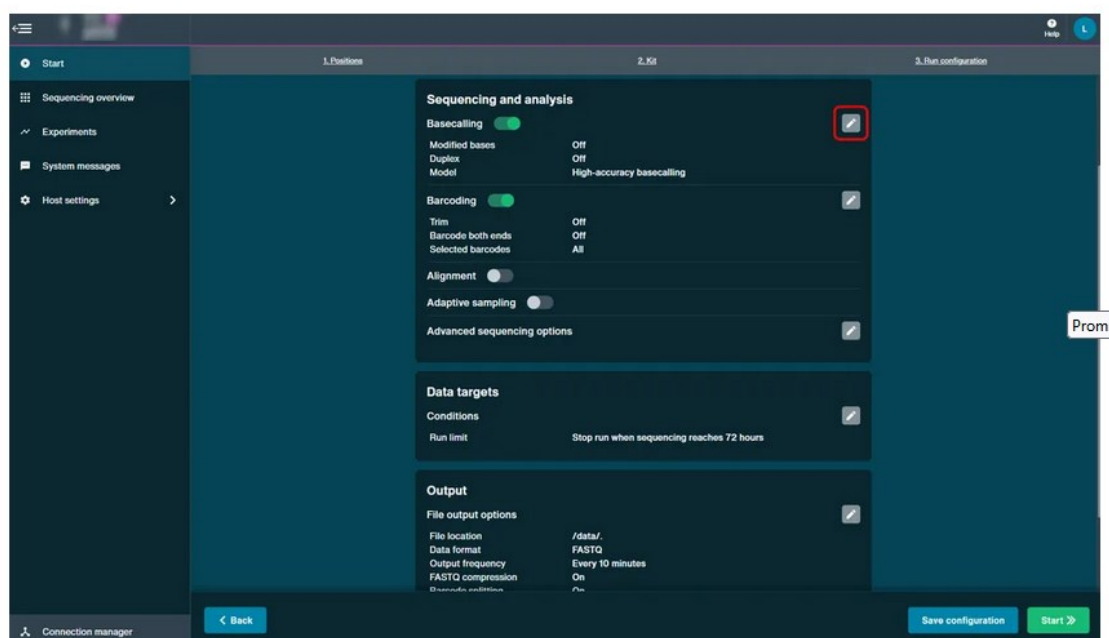 Help
L
Start
Sequencing overview
Experiments
System messages
Host settings
Connection manager
1. Positions
2. Kit
3. Run configuration
Sequencing and analysis
Basecalling
Modified bases Off
Duplex Off
Model High-accuracy basecalling
Barcoding
Trim Off
Barcode both ends Off
Selected barcodes All
Alignment
Adaptive sampling
Advanced sequencing options
Data targets
Conditions
Run limit Stop run when sequencing reaches 72 hours
Output
File output options
File location /data/.
Data format FASTQ
Output frequency Every 10 minutes
FASTQ compression On
Barcode splitting On
Back
Save configuration
Start
Prom